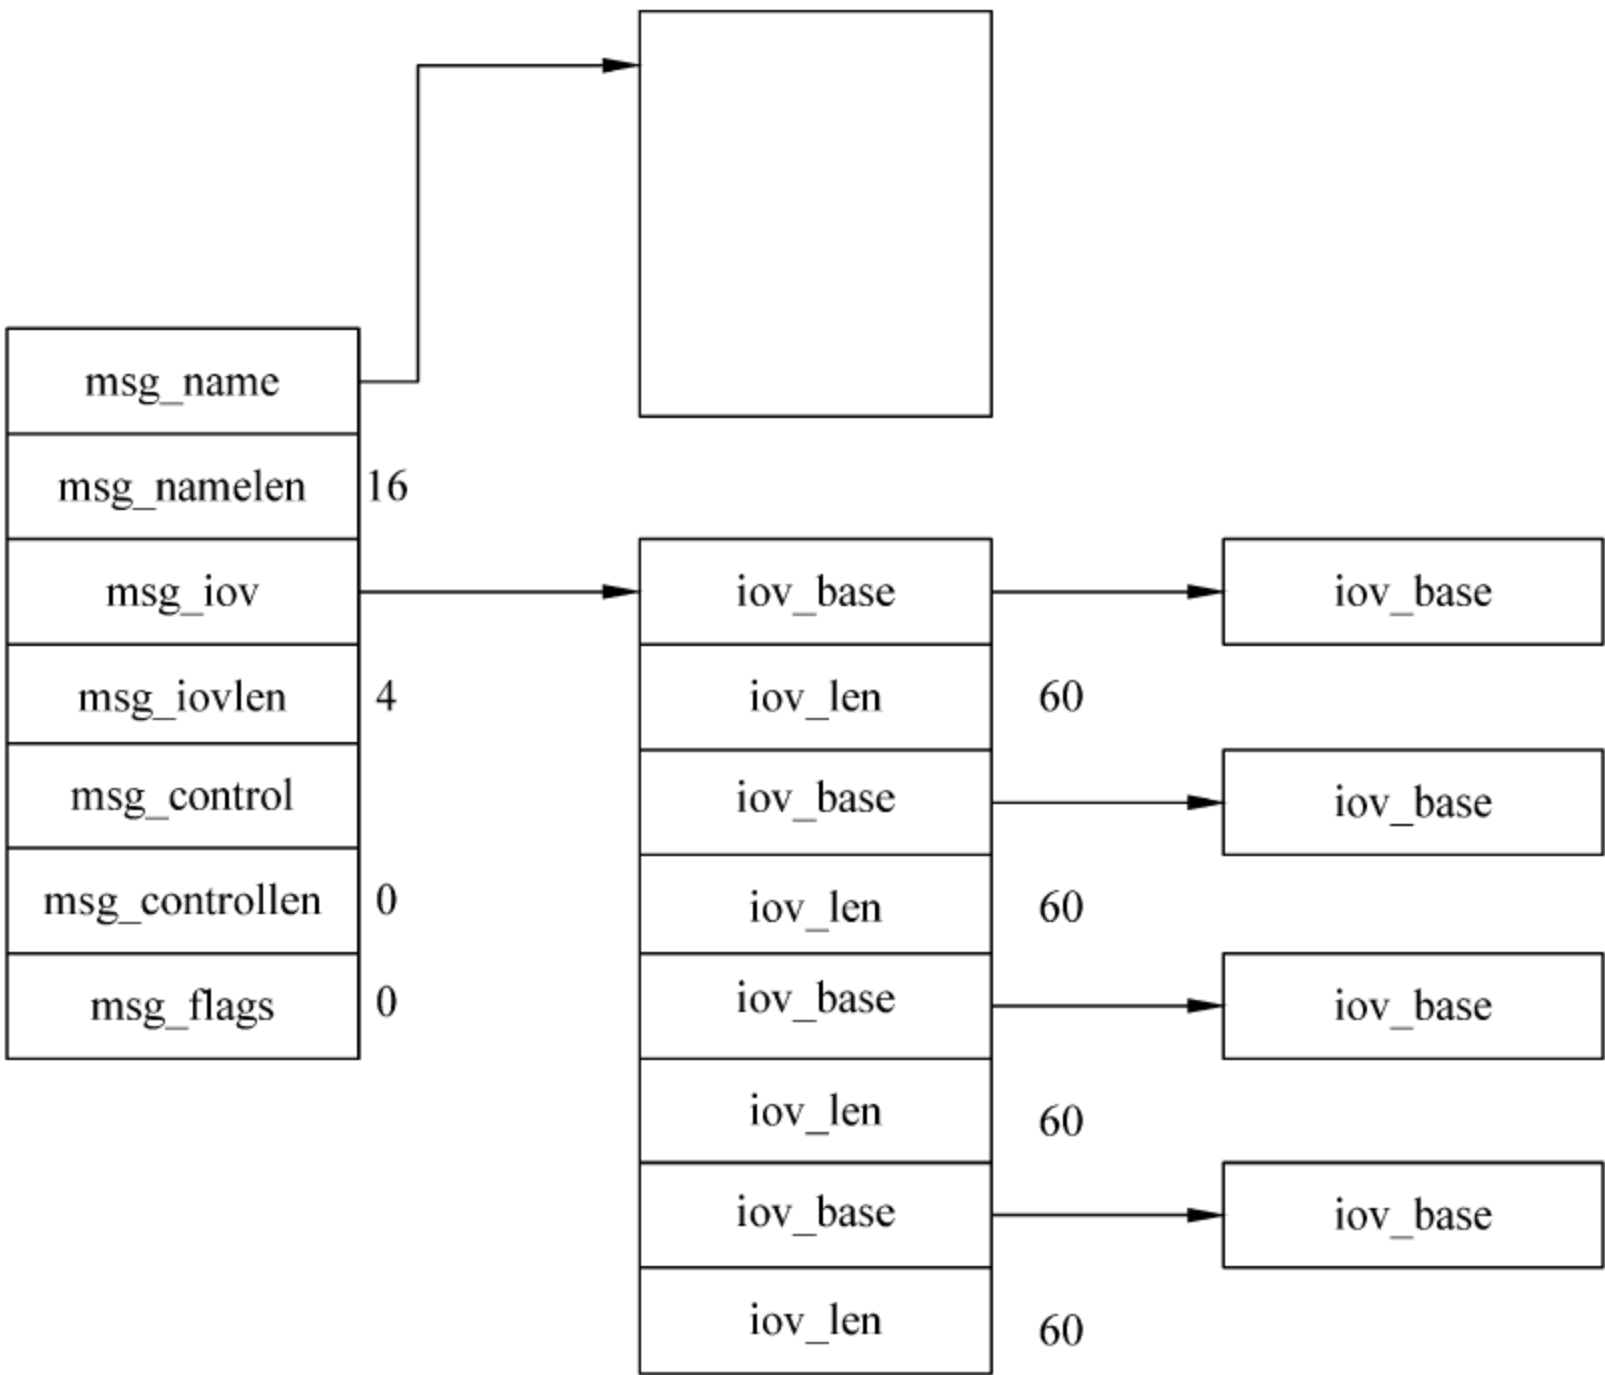 msg_name
msg_namelen 16
msg_iov
msg_iovlen 4
msg_control
msg_controllen 0
msg_flags 0
iov_base
iov_len 60
iov_base
iov_len 60
iov_base
iov_len 60
iov_base
iov_len 60
iov_base
iov_base
iov_base
iov_base